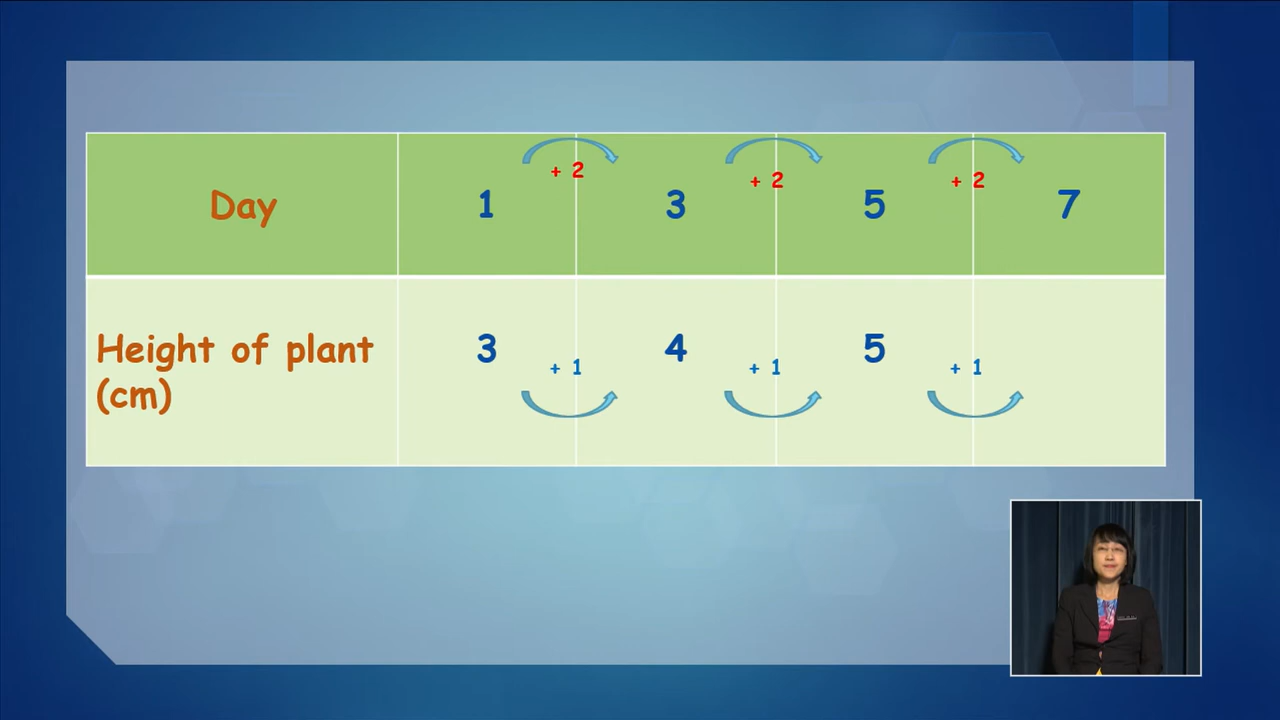 + 2 + 2 + 2
Day 1 3 5 7
Height of plant 3 4 5
+ 1 + 1 + 1
(cm)